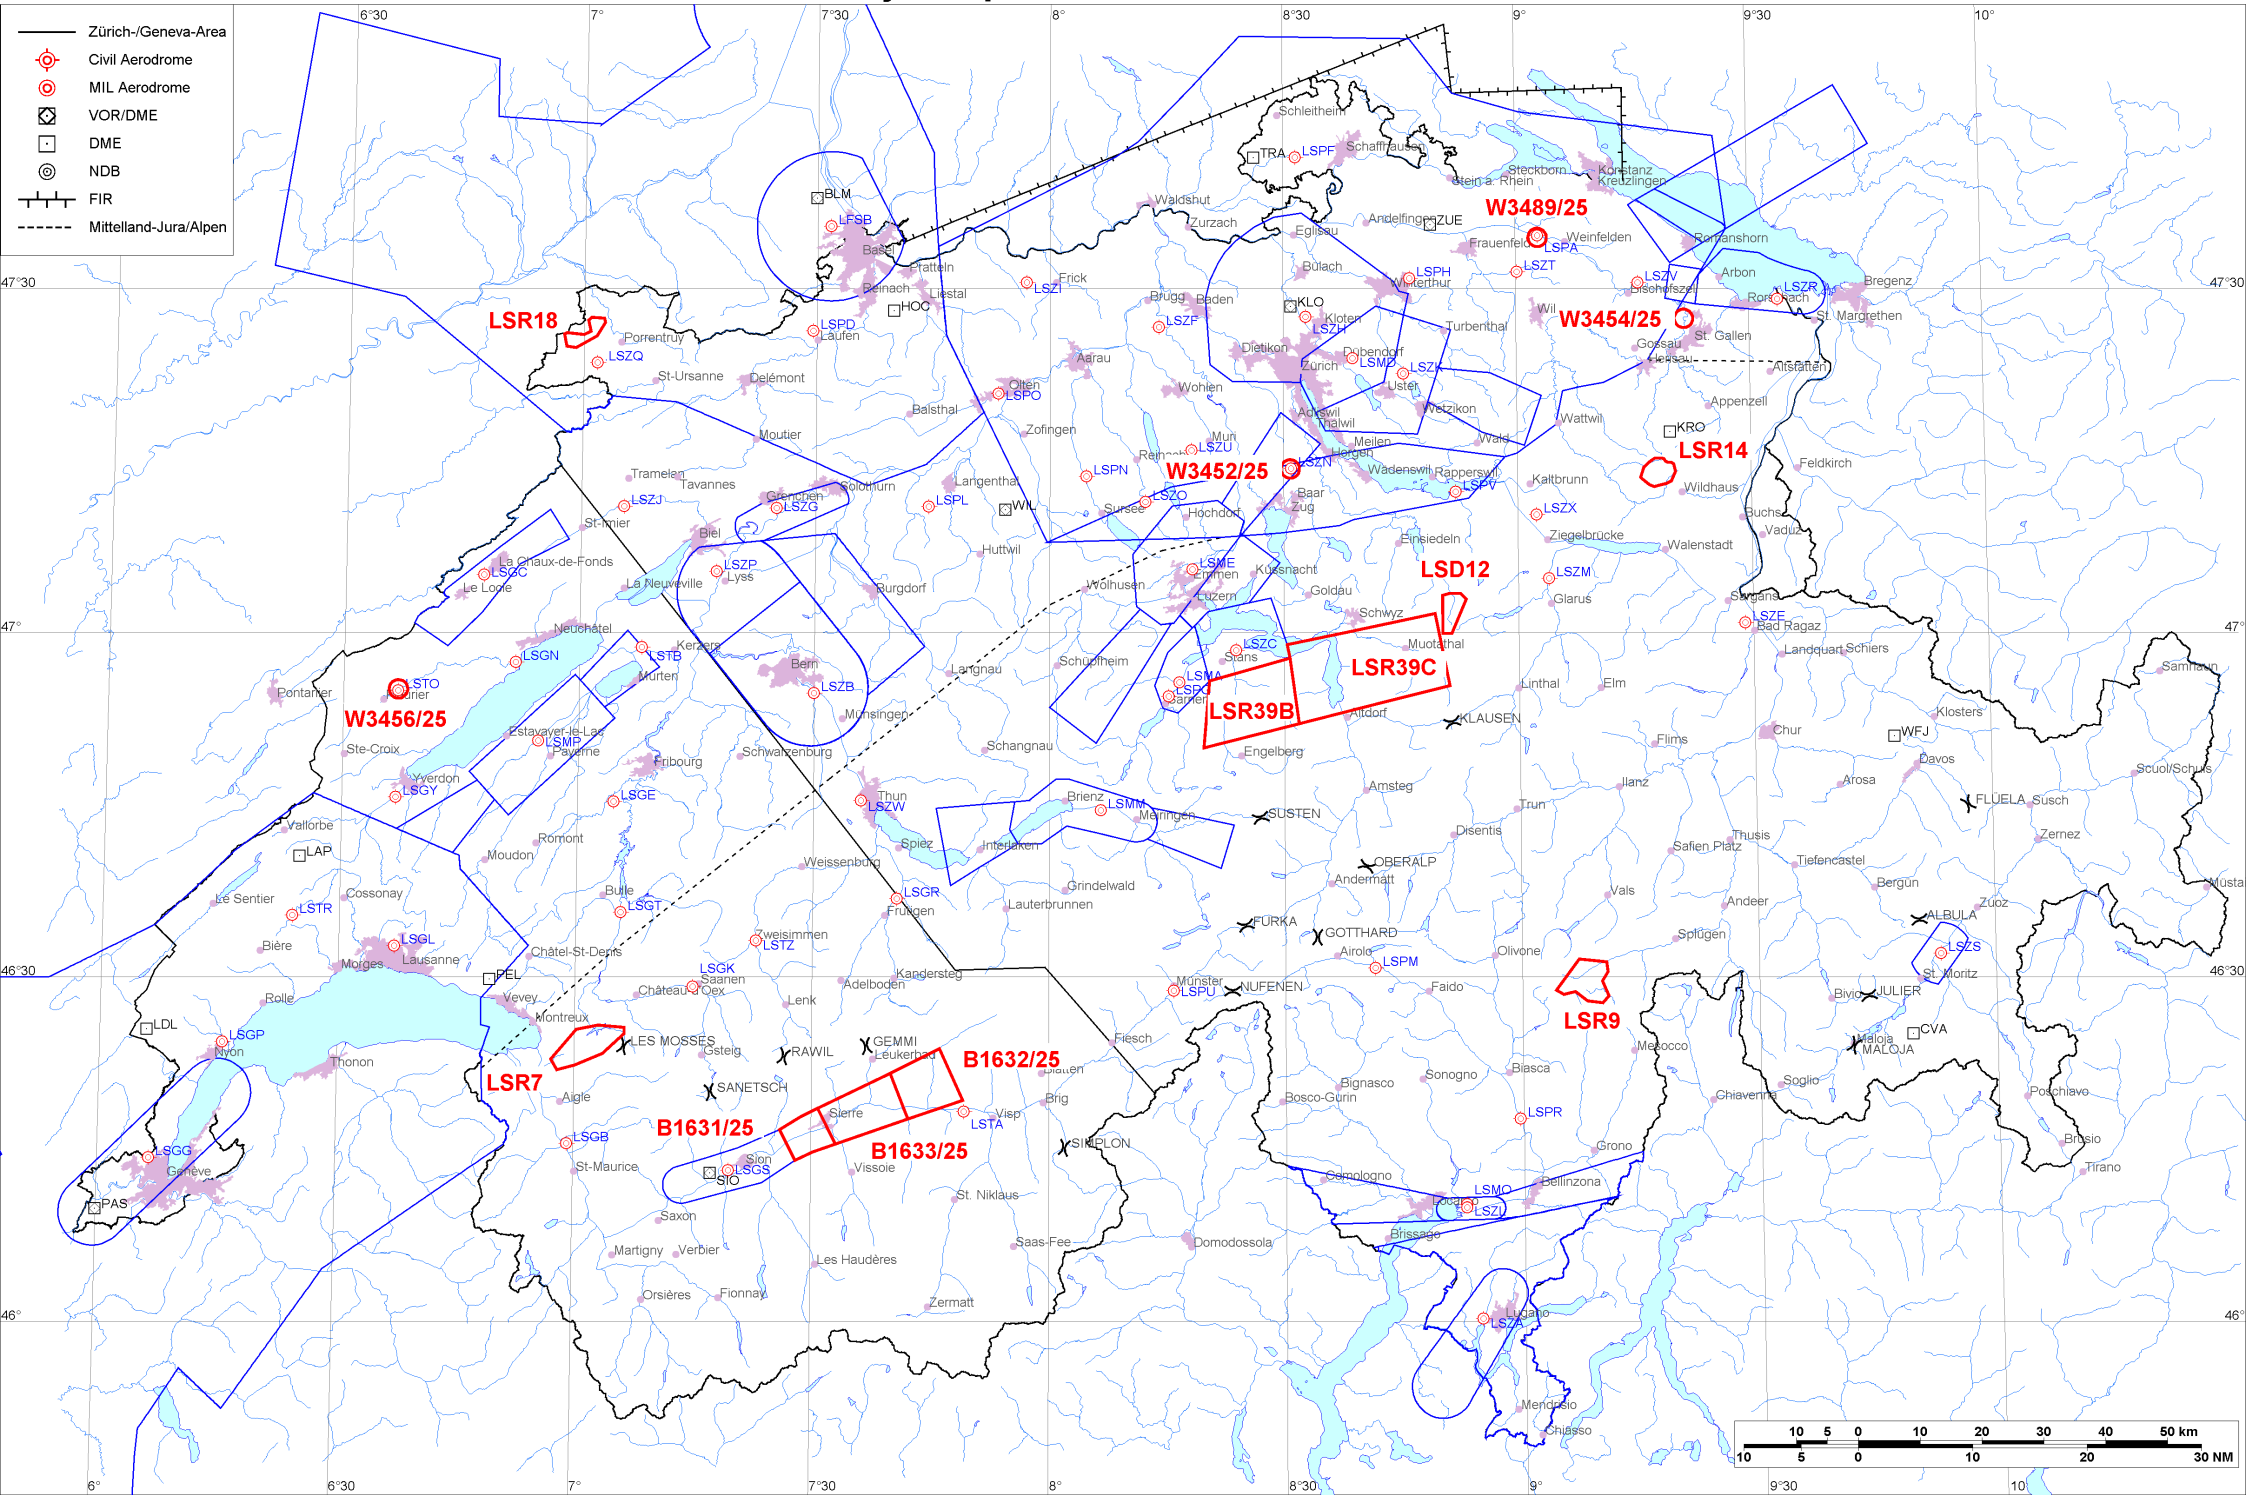 6°30
7°
7°30
8°
8°30
9°
9°30
10°
Zürich-/Geneva-Area
Civil Aerodrome
MIL Aerodrome
VOR/DME
DME
NDB
FIR
Mittelland-Jura/Alpen
Schleitheim
TRA
LSPF
Schaffhausen
Steckborn
Konstanz
Stein a. Rhein
Kreuzlingen
BLM
Waldshut
LFSB
Zurzach
Andelfingen
ZUE
W3489/25
Eglisau
Frauenfeld
LSPA
Weinfelden
Romanshorn
Basel
Pratteln
Reinach
Liestal
HOC
LSZI
Frick
Bülach
LSPH
Winterthur
LSZT
LSZV
Bischofszell
Arbon
LSZR
Bregenz
47°30
47°30
Brugg
Baden
KLO
Kloten
LSZH
Wil
Rorschach
St. Margrethen
LSR18
Porrentruy
LSPD
Laufen
LSZF
Turbenthal
W3454/25
St. Gallen
Gossau
Herisau
LSZQ
Aarau
Dietikon
Dübendorf
LSMD
Zürich
LSZK
Altstätten
St-Ursanne
Delémont
Olten
LSPO
Wohlen
Uster
Balsthal
Adliswil
Wetzikon
Appenzell
Thalwil
Wattwil
KRO
Moutier
Zofingen
Muri
LSZU
Meilen
Wald
LSR14
Reinach
Horgen
W3452/25
LSZN
Wädenswil
Rapperswil
Feldkirch
Tramelan
Tavannes
LSPN
Langenthal
Solothurn
Grenchen
LSZG
LSZJ
LSPL
WIL
LSZO
Sursee
Hochdorf
Baar
Zug
LSPV
Kaltbrunn
LSZX
Wildhaus
Buchs
Vaduz
St-Imier
Biel
Huttwil
Einsiedeln
Ziegelbrücke
Walenstadt
La Chaux-de-Fonds
LSGC
Le Locle
La Neuveville
LSZP
Lyss
Burgdorf
Wolhusen
LSME
Emmen
Küssnacht
Luzern
Goldau
LSD12
LSZM
Glarus
Sargans
LSZE
Bad Ragaz
47°
47°
Neuchâtel
Schwyz
Muotathal
LSGN
LSTB
Kerzers
Murten
Bern
LSZB
Langnau
Schüpfheim
LSZC
Stans
LSMA
LSPG
Sarnen
LSR39C
LSR39B
Landquart
Schiers
Samnaun
Pontarlier
LSTO
W3456/25
Münsingen
Altdorf
KLAUSEN
Linthal
Elm
Klosters
Estavayer-le-Lac
LSMP
Payerne
Ste-Croix
Schwarzenburg
Schangnau
Engelberg
Flims
Chur
WFJ
Davos
Yverdon
LSGY
Fribourg
LSGE
Thun
LSZW
Brienz
LSMM
Meiringen
SUSTEN
Amsteg
Trun
Ilanz
Arosa
FLÜELA
Susch
Scuol/Schuls
Vallorbe
LAP
Romont
Moudon
Weissenburg
Spiez
Interlaken
OBERALP
Disentis
Safien Platz
Thusis
Tiefencastel
Zernez
Le Sentier
Cossonay
LSTR
Bulle
LSGT
LSGR
Frutigen
Grindelwald
Lauterbrunnen
Andermatt
Vals
Andeer
Bergün
Zuoz
Müsta
FURKA
GOTTHARD
ALBULA
Bière
LSGL
Lausanne
Morges
Châtel-St-Denis
Zweisimmen
LSTZ
Airolo
LSPM
Olivone
Splügen
LSZS
St. Moritz
46°30
46°30
PEL
LSGK
Saanen
Château-d'Oex
Adelboden
Kandersteg
Münster
LSPU
NUFENEN
Faido
LSR9
Bivio
JULIER
Rolle
Vevey
Montreux
Lenk
LDL
LSGP
Nyon
LES MOSSES
Gsteig
RAWIL
GEMMI
Leukerbad
Fiesch
Mesocco
Maloja
MALOJA
CVA
Thonon
LSR7
Aigle
SANETSCH
B1632/25
Blatten
Brig
Bignasco
Sonogno
Biasca
Bosco-Gurin
Soglio
Chiavenna
Poschiavo
B1631/25
Sierre
B1633/25
LSTA
Visp
SIMPLON
LSPR
Grono
Brusio
Tirano
LSGG
Genève
PAS
LSGB
St-Maurice
Sion
LSGS
SIO
Vissoie
St. Niklaus
Comologno
LSMO
LSZL
Locarno
Bellinzona
Saxon
Martigny
Verbier
Les Haudères
Saas-Fee
Domodossola
Brissago
Orsières
Fionnay
Zermatt
Lugano
LSZA
46°
46°
Mendrisio
Chiasso
10 5 0 10 20 30 40 50 km
10 5 0 10 20 30 NM
6°
6°30
7°
7°30
8°
8°30
9°
9°30
10°